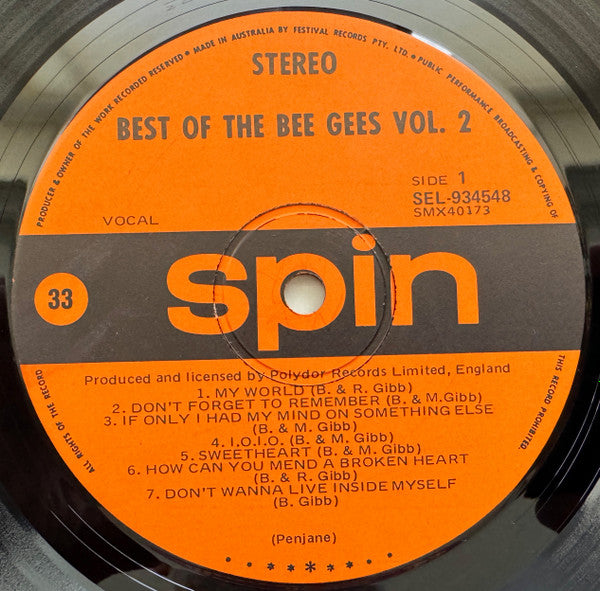 PRODUCER & OWNER OF THE WORK RECORDED RESERVED ● MADE IN AUSTRALIA BY FESTIVAL RECORDS PTY. LTD. ● PUBLIC PERFORMANCE BROADCASTING & COPYING OF
STEREO
BEST OF THE BEE GEES VOL. 2
SIDE 1
SEL-934548
SMX40173
VOCAL
33
spin
Produced and licensed by Polydor Records Limited, England
1. MY WORLD (B. & R. Gibb)
2. DON'T FORGET TO REMEMBER (B. & M.Gibb)
3. IF ONLY I HAD MY MIND ON SOMETHING ELSE
(B. & M. Gibb)
4. I.O.I.O. (B. & M. Gibb)
5. SWEETHEART (B. & M. Gibb)
6. HOW CAN YOU MEND A BROKEN HEART
(B. & R. Gibb)
7. DON'T WANNA LIVE INSIDE MYSELF
(B. Gibb)
(Penjane)
ALL RIGHTS OF THE RECORD
THIS RECORD PROHIBITED.